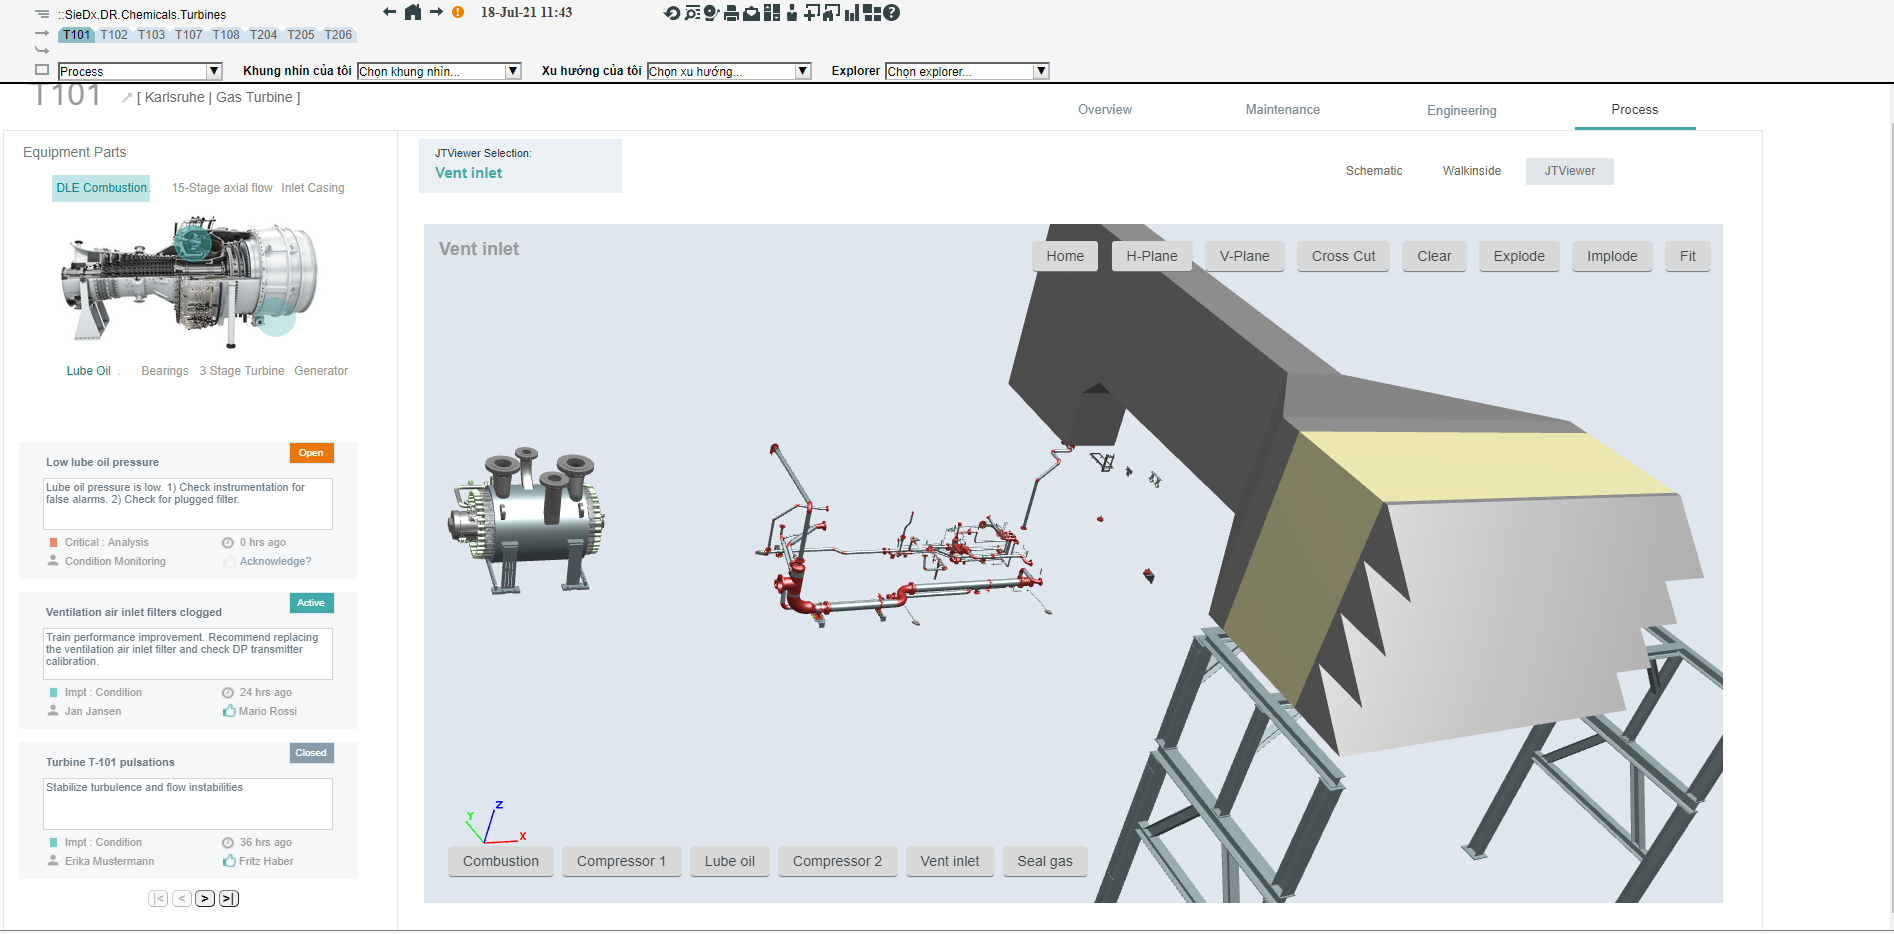 ::SieDx.DR.Chemicals.Turbines
18-Jul-21 11:43
T101 T102 T103 T107 T108 T204 T205 T206
Process
Khung nhìn của tôi
Chọn khung nhìn...
Xu hướng của tôi
Chọn xu hướng...
Explorer
Chọn explorer...
T101
[ Karlsruhe | Gas Turbine ]
Overview
Maintenance
Engineering
Process
Equipment Parts
JTViewer Selection:
Vent inlet
Schematic
Walkinside
JTViewer
DLE Combustion
15-Stage axial flow
Inlet Casing
Lube Oil .
Bearings
3 Stage Turbine
Generator
Vent inlet
Home
H-Plane
V-Plane
Cross Cut
Clear
Explode
Implode
Fit
Open
Low lube oil pressure
Lube oil pressure is low. 1) Check instrumentation for
false alarms. 2) Check for plugged filter.
Critical : Analysis
0 hrs ago
Condition Monitoring
Acknowledge?
Active
Ventilation air inlet filters clogged
Train performance improvement. Recommend replacing
the ventilation air inlet filter and check DP transmitter
calibration.
Impt : Condition
24 hrs ago
Jan Jansen
Mario Rossi
Closed
Turbine T-101 pulsations
Stabilize turbulence and flow instabilities
Impt : Condition
36 hrs ago
Erika Mustermann
Fritz Haber
|< < > >|
Z
Y
X
Combustion
Compressor 1
Lube oil
Compressor 2
Vent inlet
Seal gas